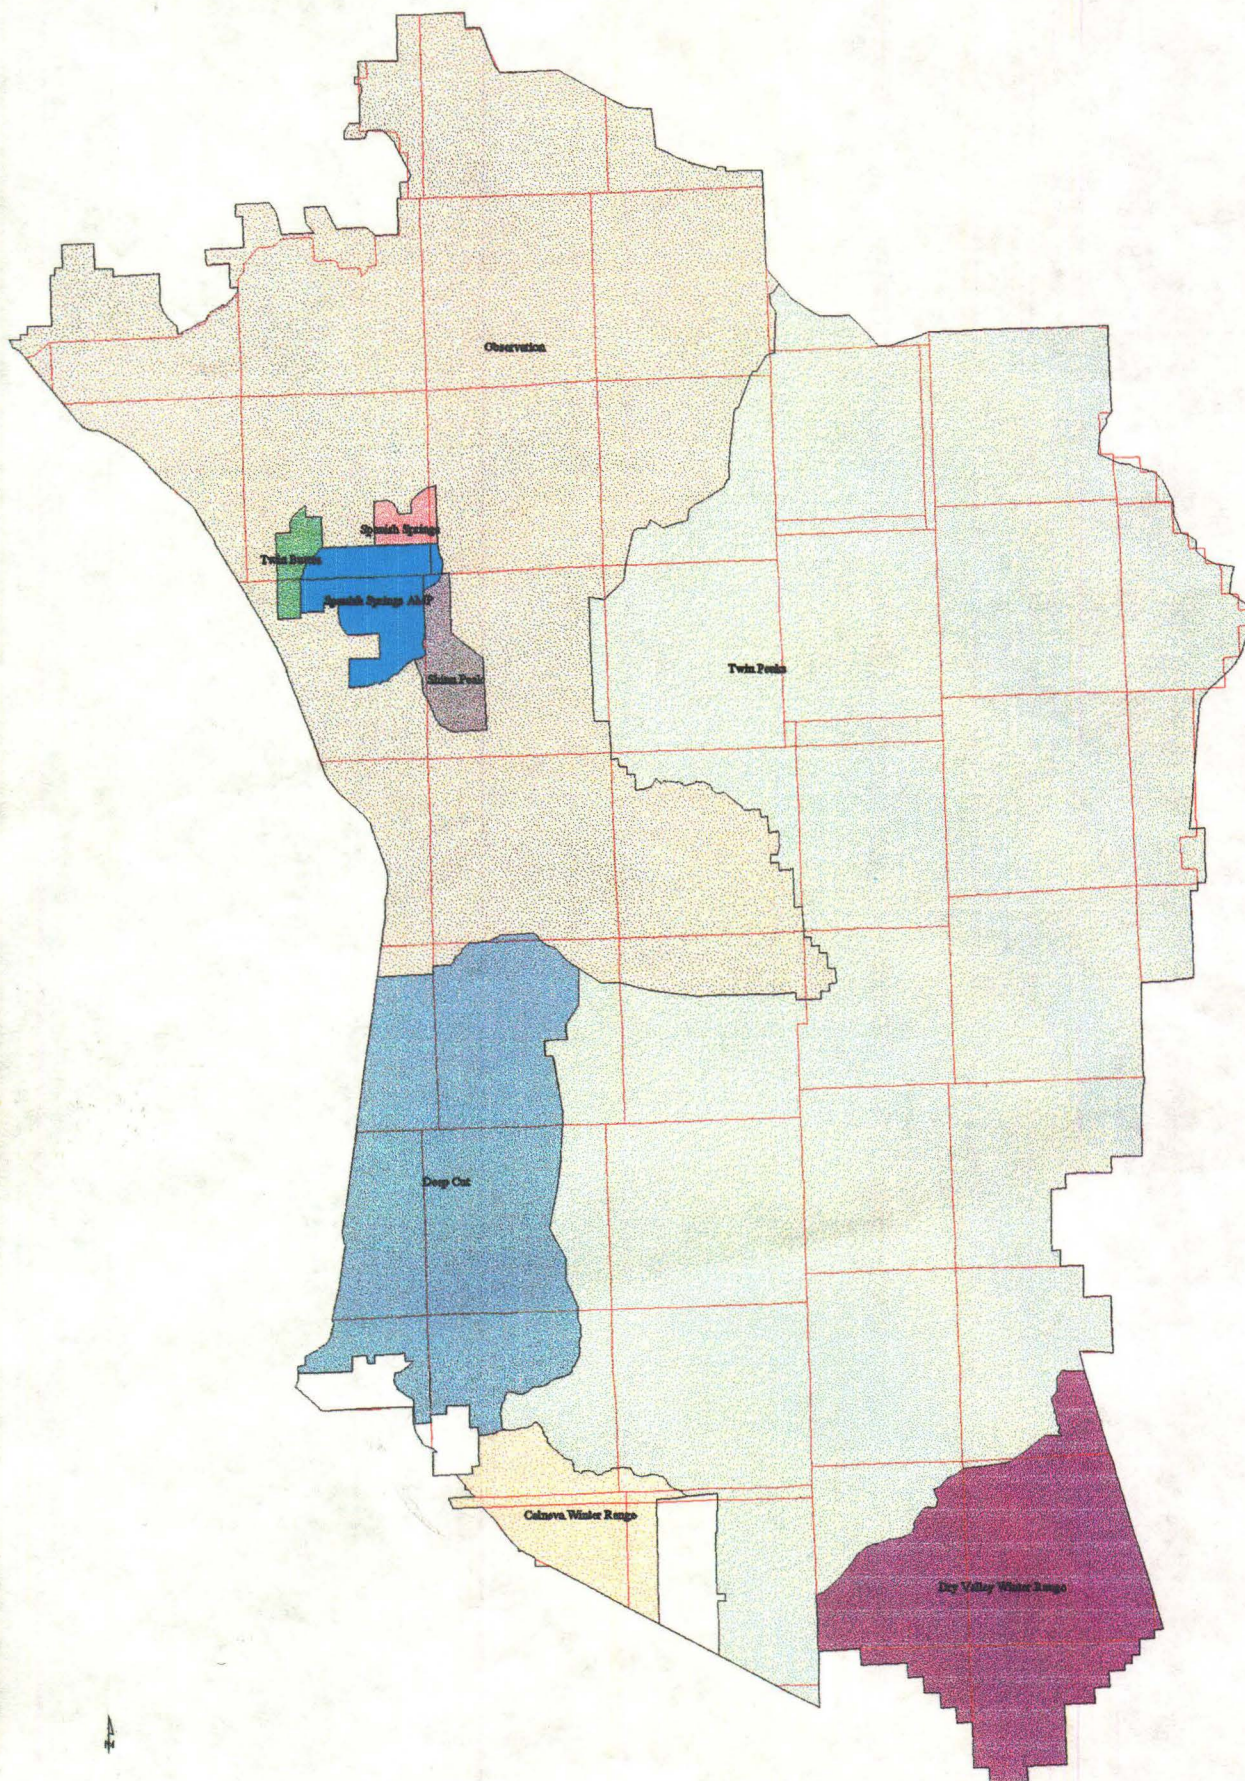 Observation
Spanish Springs
Twin Buttes
Spanish Springs AMP
Shinn Peak
Twin Peaks
Deep Cut
Calneva Winter Range
Dry Valley Winter Range
N